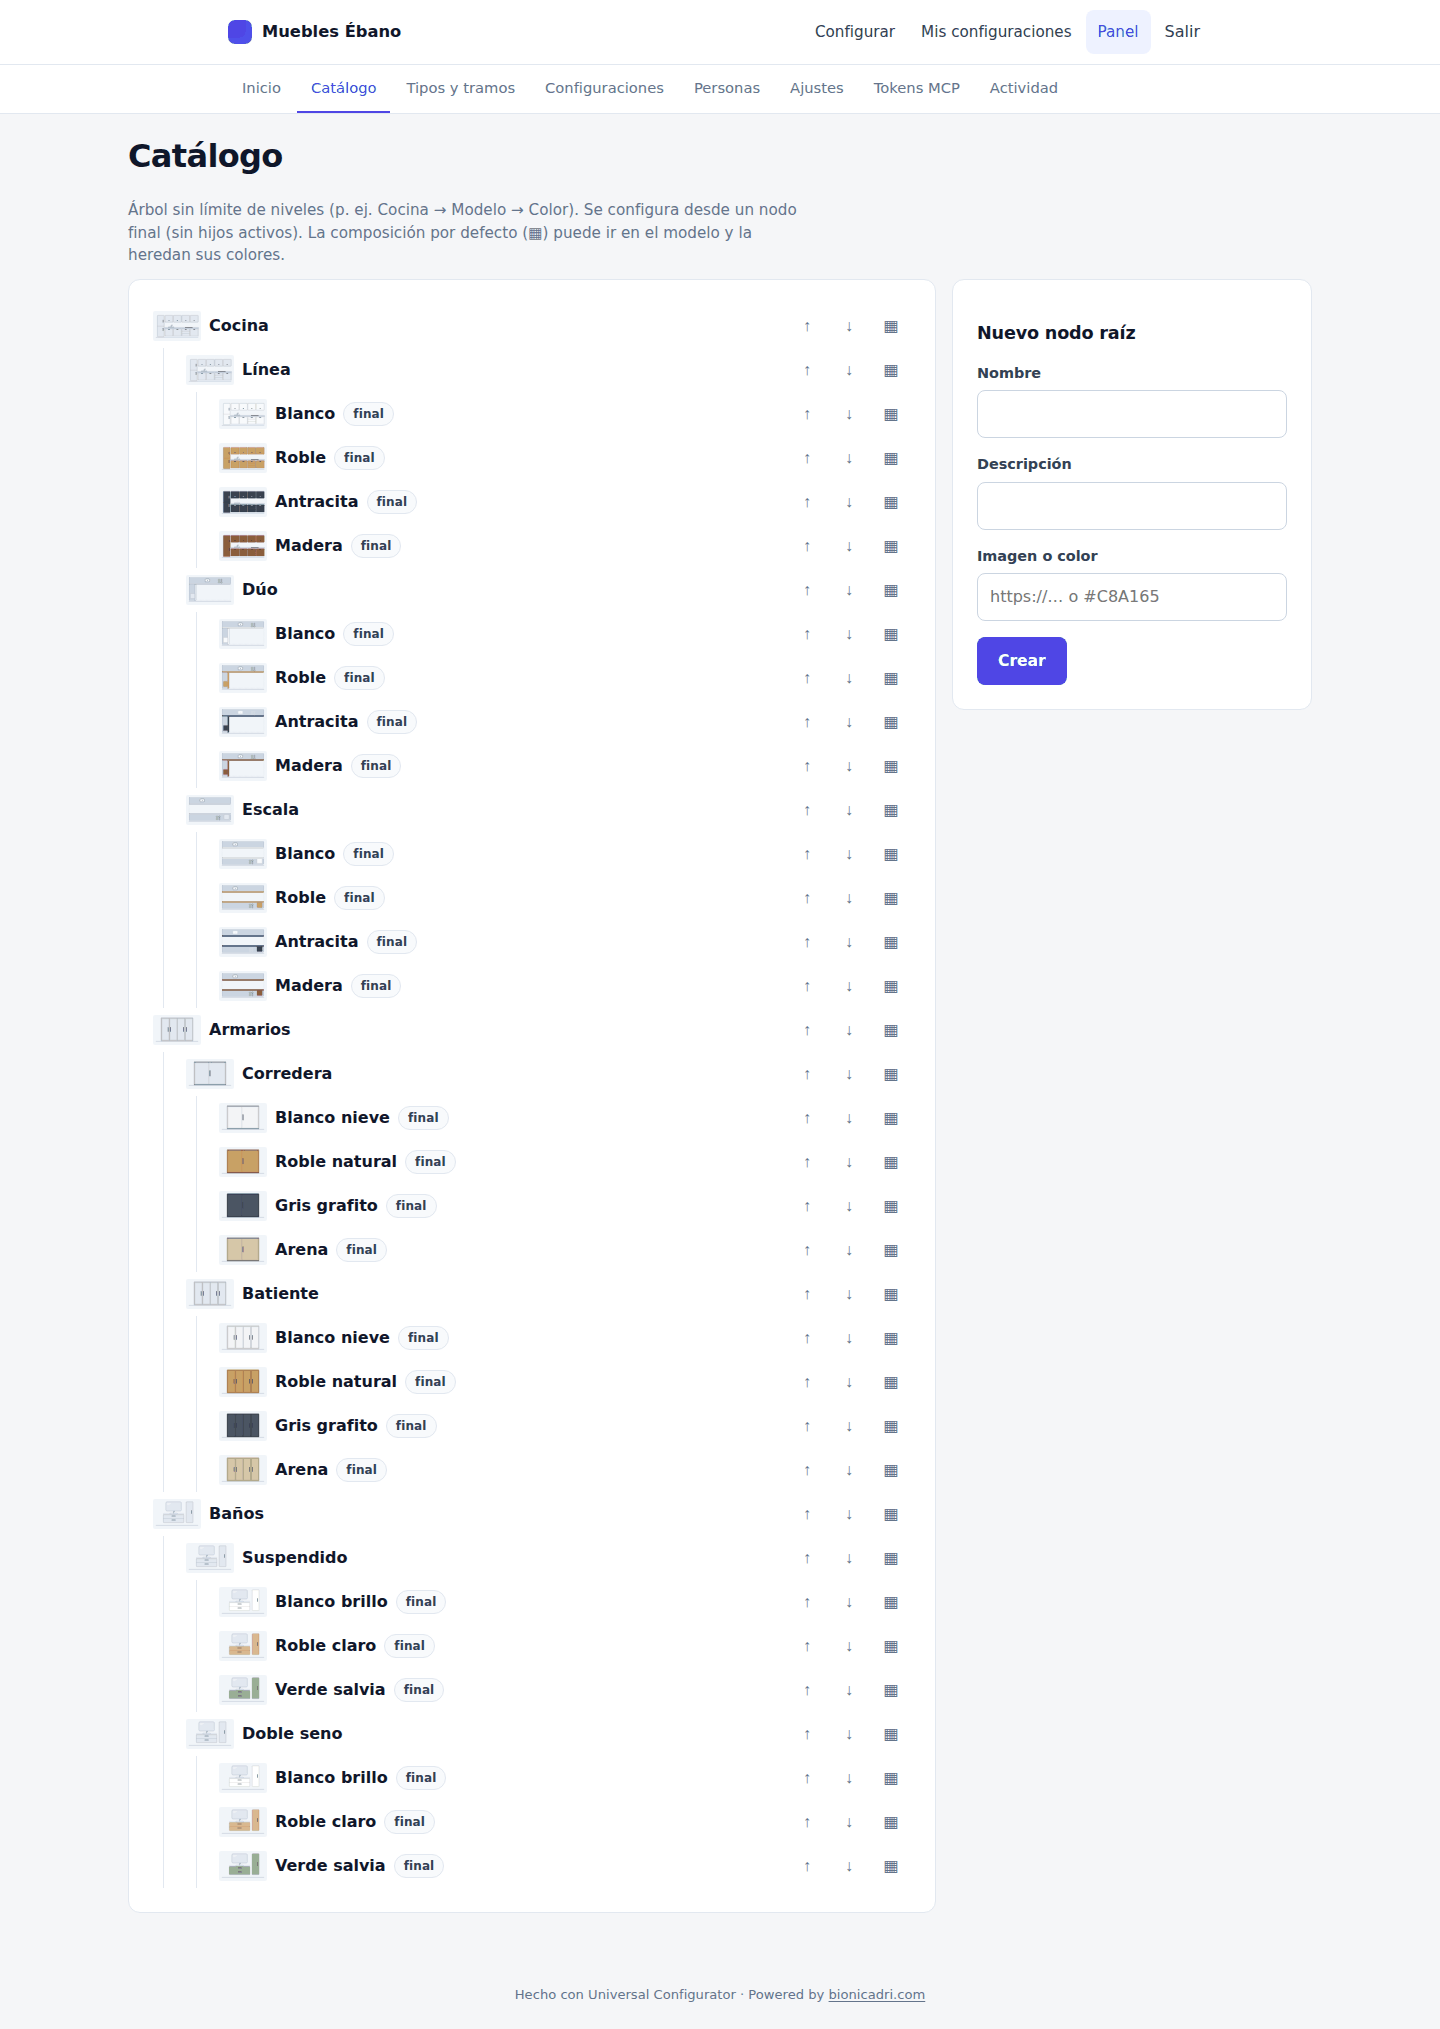 Muebles Ébano
Configurar
Mis configuraciones
Panel
Salir
Inicio
Catálogo
Tipos y tramos
Configuraciones
Personas
Ajustes
Tokens MCP
Actividad
Catálogo
Árbol sin límite de niveles (p. ej. Cocina → Modelo → Color). Se configura desde un nodo
final (sin hijos activos). La composición por defecto (▦) puede ir en el modelo y la
heredan sus colores.
Cocina ↑ ↓ ▦
Línea ↑ ↓ ▦
Blanco final ↑ ↓ ▦
Roble final ↑ ↓ ▦
Antracita final ↑ ↓ ▦
Madera final ↑ ↓ ▦
Dúo ↑ ↓ ▦
Blanco final ↑ ↓ ▦
Roble final ↑ ↓ ▦
Antracita final ↑ ↓ ▦
Madera final ↑ ↓ ▦
Escala ↑ ↓ ▦
Blanco final ↑ ↓ ▦
Roble final ↑ ↓ ▦
Antracita final ↑ ↓ ▦
Madera final ↑ ↓ ▦
Armarios ↑ ↓ ▦
Corredera ↑ ↓ ▦
Blanco nieve final ↑ ↓ ▦
Roble natural final ↑ ↓ ▦
Gris grafito final ↑ ↓ ▦
Arena final ↑ ↓ ▦
Batiente ↑ ↓ ▦
Blanco nieve final ↑ ↓ ▦
Roble natural final ↑ ↓ ▦
Gris grafito final ↑ ↓ ▦
Arena final ↑ ↓ ▦
Baños ↑ ↓ ▦
Suspendido ↑ ↓ ▦
Blanco brillo final ↑ ↓ ▦
Roble claro final ↑ ↓ ▦
Verde salvia final ↑ ↓ ▦
Doble seno ↑ ↓ ▦
Blanco brillo final ↑ ↓ ▦
Roble claro final ↑ ↓ ▦
Verde salvia final ↑ ↓ ▦
Nuevo nodo raíz
Nombre
Descripción
Imagen o color
https://… o #C8A165
Crear
Hecho con Universal Configurator · Powered by bionicadri.com